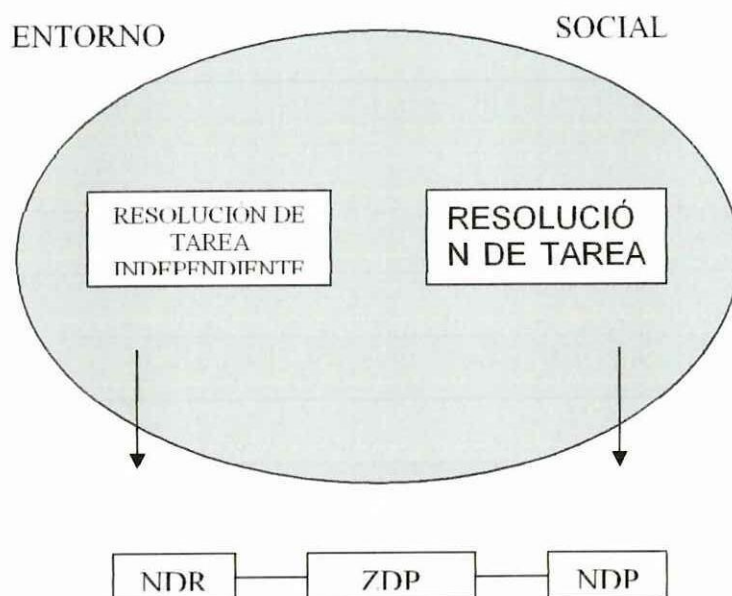 ENTORNO SOCIAL
RESOLUCIÓN DE
TAREA
INDEPENDIENTE
RESOLUCIÓ
N DE TAREA
NDR ZDP NDP